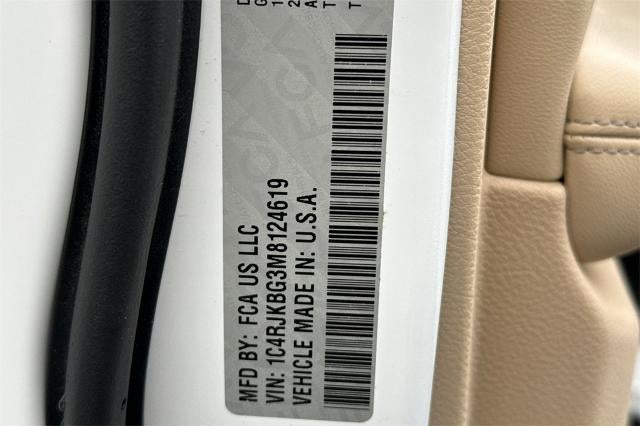 MFD BY: FCA US LLC
VIN: 1C4RJKBG3M8124619
VEHICLE MADE IN: U.S.A.